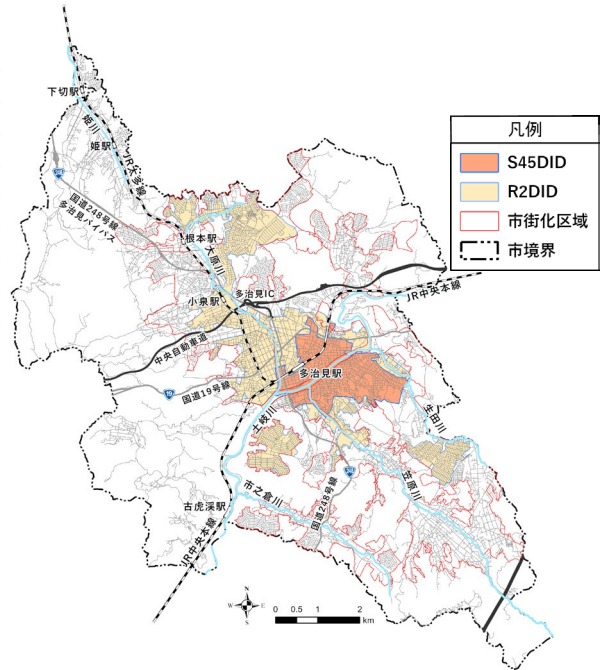 下切駅
姫川
姫駅
JR太多線
248
国道248号線
多治見バイパス
根本駅
大原川
小泉駅
多治見IC
中央自動車道
JR中央本線
19
国道19号線
多治見駅
土岐川
生田川
248
笠原川
市之倉川
国道248号線
古虎渓駅
JR中央本線
凡例
S45DID
R2DID
市街化区域
市境界
N
W E
S
0 0.5 1 2
km